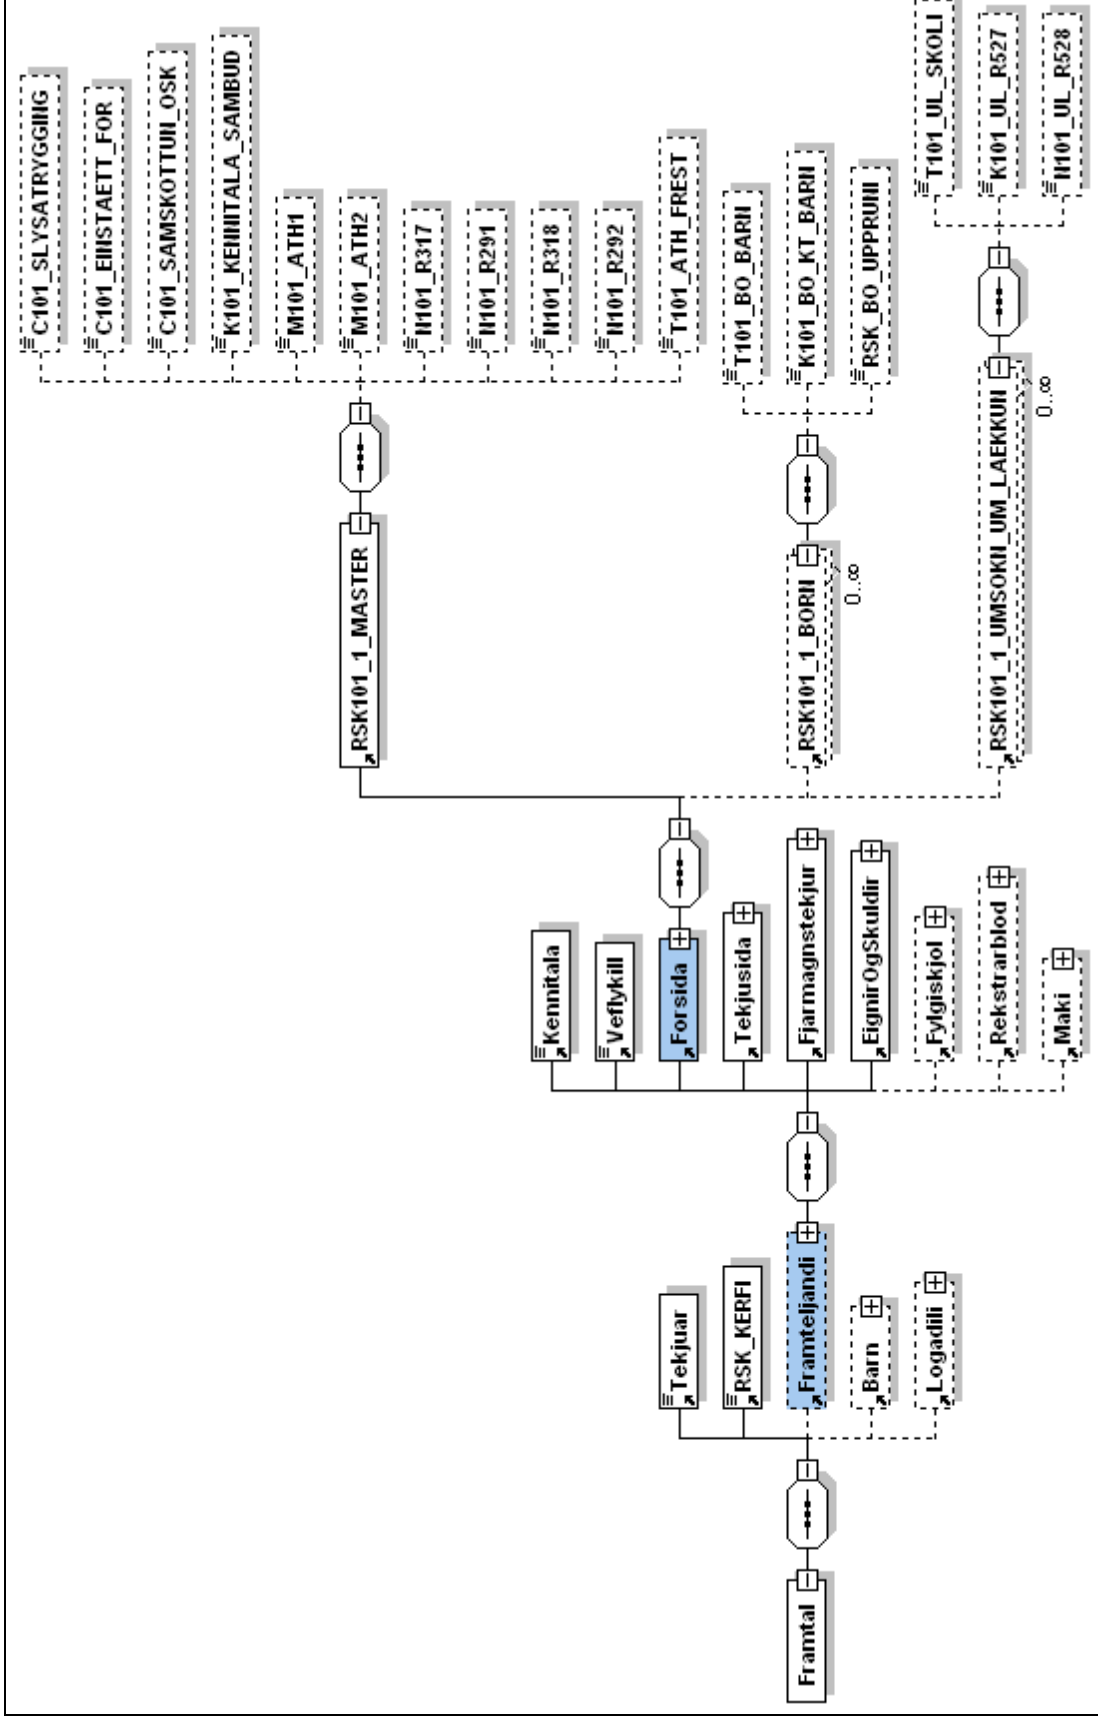 Framtal
Tekjuar
RSK_KERFI
Framteljandi
Barn
Logadili
Kennitala
Veflykill
Forsida
Tekjusida
Fjarmagnstekjur
EignirOgSkuldir
Fylgiskjol
Rekstrarblod
Maki
RSK101_1_MASTER
C101_SLYSATRYGGING
C101_EINSTAETT_FOR
C101_SAMSKOTTUN_OSK
K101_KENNITALA_SAMBUD
M101_ATH1
M101_ATH2
N101_R317
N101_R291
N101_R318
N101_R292
T101_ATH_FREST
RSK101_1_BORN
0..∞
T101_BO_BARN
K101_BO_KT_BARN
RSK_BO_UPPRUNI
RSK101_1_UMSOKN_UM_LAEKKUN
0..∞
T101_UL_SKOLI
K101_UL_R527
N101_UL_R528